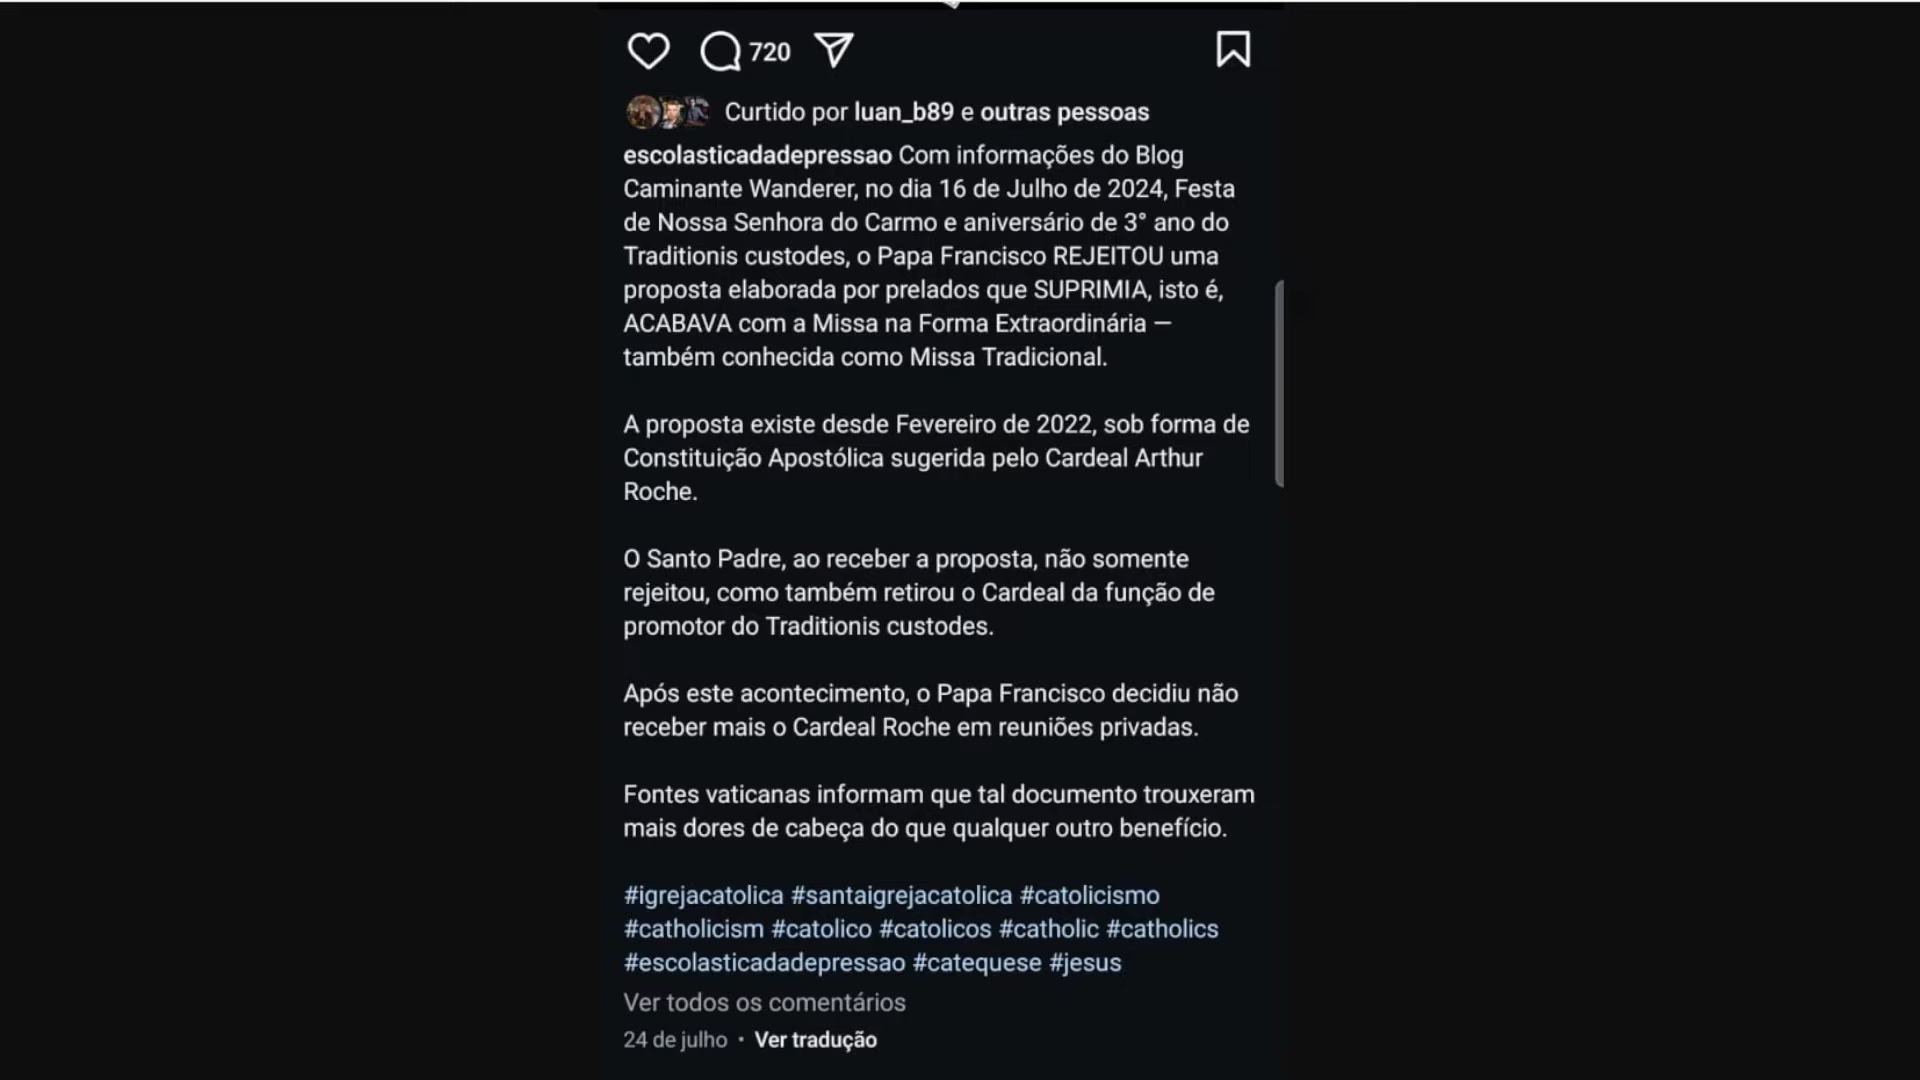 720
Curtido por luan_b89 e outras pessoas
escolasticadadepressao Com informações do Blog
Caminante Wanderer, no dia 16 de Julho de 2024, Festa
de Nossa Senhora do Carmo e aniversário de 3° ano do
Traditionis custodes, o Papa Francisco REJEITOU uma
proposta elaborada por prelados que SUPRIMIA, isto é,
ACABAVA com a Missa na Forma Extraordinária —
também conhecida como Missa Tradicional.
A proposta existe desde Fevereiro de 2022, sob forma de
Constituição Apostólica sugerida pelo Cardeal Arthur
Roche.
O Santo Padre, ao receber a proposta, não somente
rejeitou, como também retirou o Cardeal da função de
promotor do Traditionis custodes.
Após este acontecimento, o Papa Francisco decidiu não
receber mais o Cardeal Roche em reuniões privadas.
Fontes vaticanas informam que tal documento trouxeram
mais dores de cabeça do que qualquer outro benefício.
#igrejacatolica #santaigrejacatolica #catolicismo
#catholicism #catolico #catolicos #catholic #catholics
#escolasticadadepressao #catequese #jesus
Ver todos os comentários
24 de julho • Ver tradução